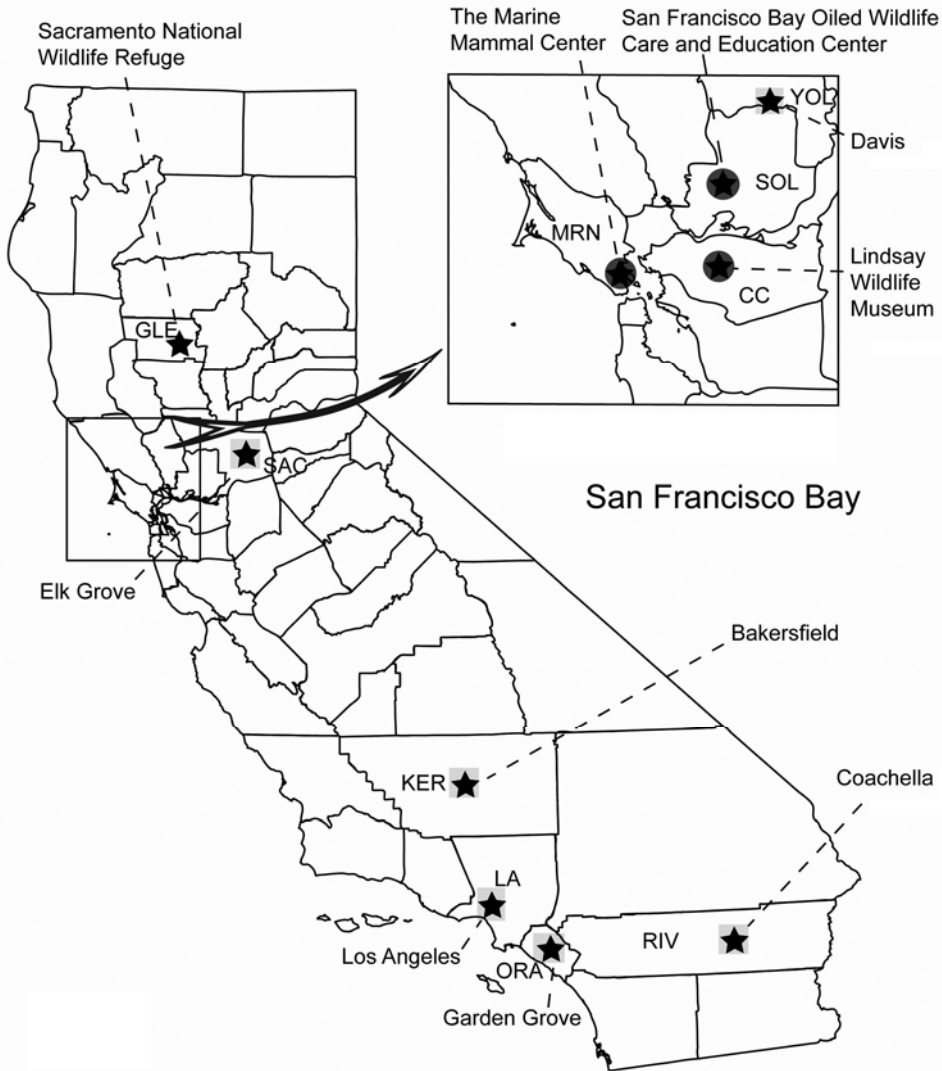 Sacramento National
Wildlife Refuge
The Marine
Mammal Center
San Francisco Bay Oiled Wildlife
Care and Education Center
YOL
Davis
SOL
MRN
Lindsay
Wildlife
Museum
CC
GLE
SAC
San Francisco Bay
Elk Grove
Bakersfield
KER
Coachella
LA
RIV
Los Angeles
ORA
Garden Grove